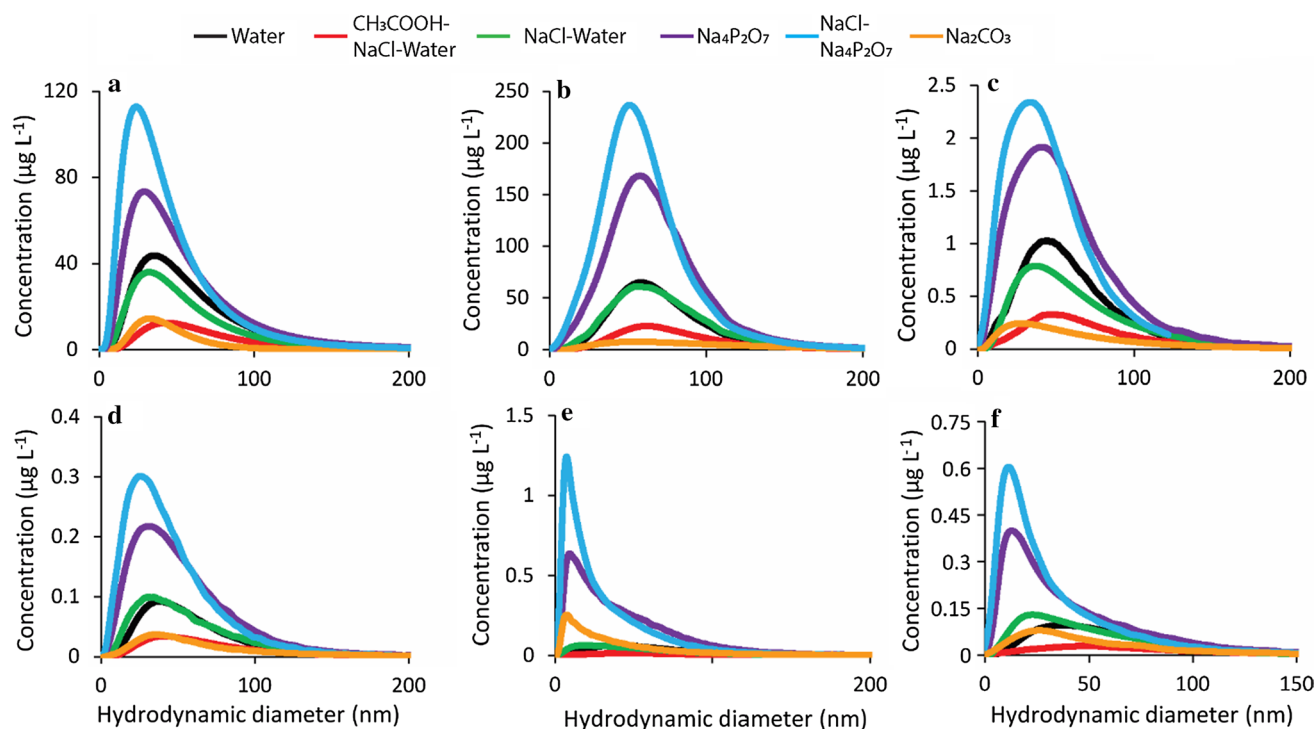 Water
CH₃COOH-
NaCl-Water
NaCl-Water
Na₄P₂O₇
NaCl-
Na₄P₂O₇
Na₂CO₃
a
Concentration (µg L⁻¹)
120
80
40
0
0 100 200
b
Concentration (µg L⁻¹)
250
200
150
100
50
0
0 100 200
c
Concentration (µg L⁻¹)
2.5
2
1.5
1
0.5
0
0 100 200
d
Concentration (µg L⁻¹)
0.4
0.3
0.2
0.1
0
0 100 200
Hydrodynamic diameter (nm)
e
Concentration (µg L⁻¹)
1.5
1
0.5
0
0 100 200
Hydrodynamic diameter (nm)
f
Concentration (µg L⁻¹)
0.75
0.6
0.45
0.3
0.15
0
0 50 100 150
Hydrodynamic diameter (nm)